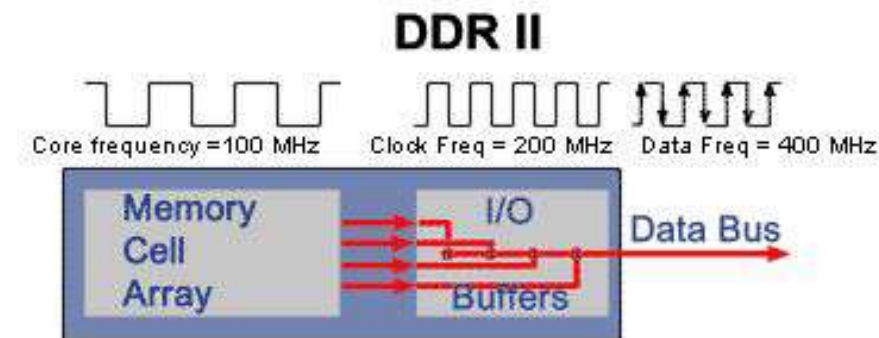 DDR II
Core frequency =100 MHz Clock Freq = 200 MHz Data Freq = 400 MHz
Memory
Cell
Array
I/O
Buffers
Data Bus